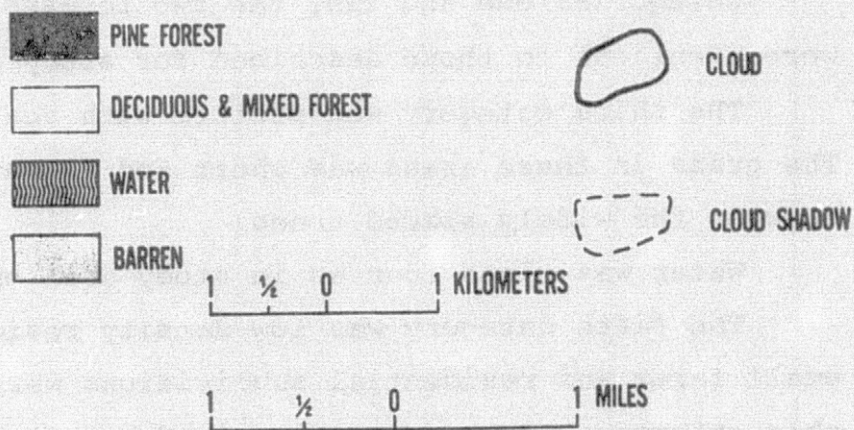 PINE FOREST
DECIDUOUS & MIXED FOREST
WATER
BARREN
CLOUD
CLOUD SHADOW
1 ½ 0 1 KILOMETERS
1 ½ 0 1 MILES